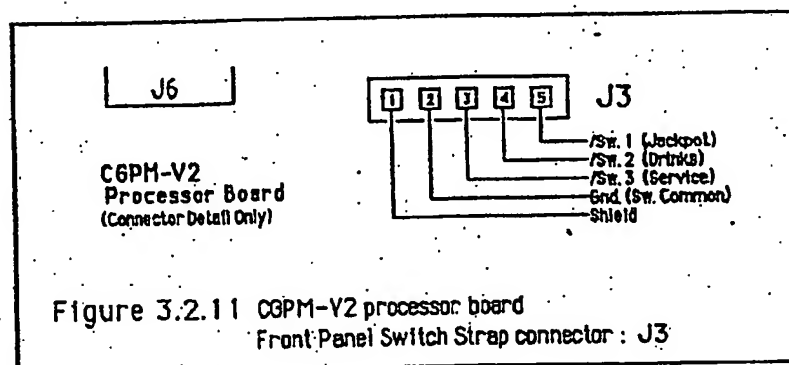 J6
1 2 3 4 5
J3
/Sw. 1 (Jackpot)
/Sw. 2 (Drinks)
/Sw. 3 (Service)
Gnd. (Sw. Common)
Shield
CGPM-V2
Processor Board
(Connector Detail Only)
Figure 3.2.11 CGPM-V2 processor board
Front Panel Switch Strap connector : J3